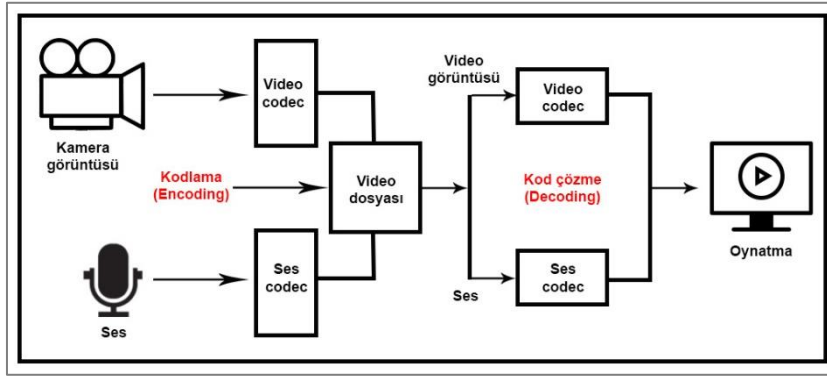 Kamera
görüntüsü
Video
codec
Kodlama
(Encoding)
Video
dosyası
Ses
Ses
codec
Video
görüntüsü
Video
codec
Kod çözme
(Decoding)
Ses
Ses
codec
Oynatma